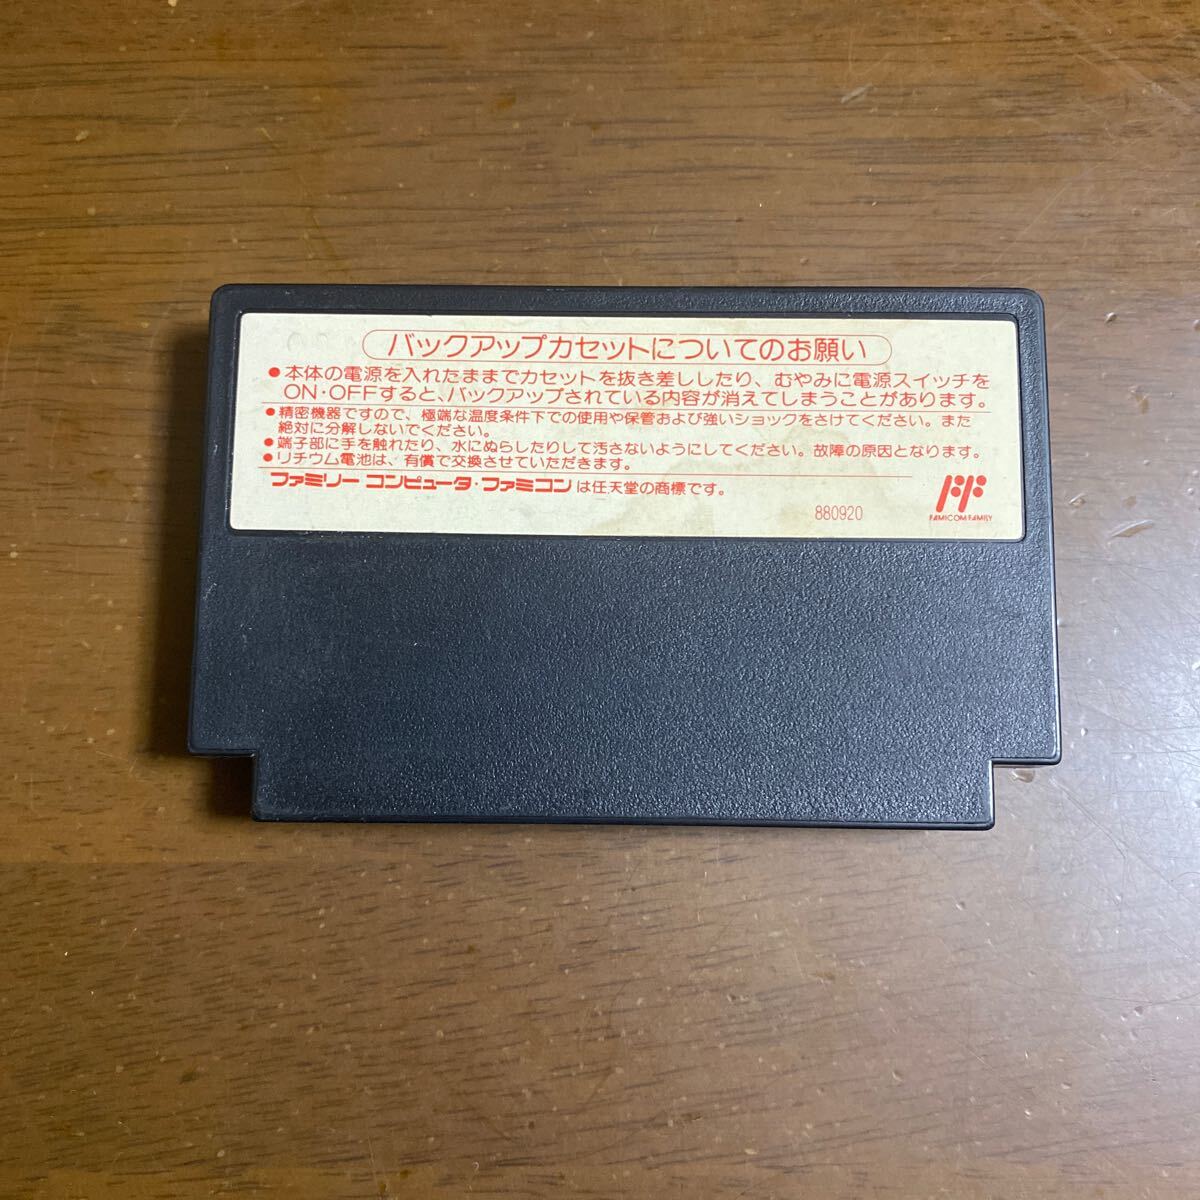 バックアップカセットについてのお願い
●本体の電源を入れたままでカセットを抜き差ししたり、むやみに電源スイッチを
ON・OFFすると、バックアップされている内容が消えてしまうことがあります。
●精密機器ですので、極端な温度条件下での使用や保管および強いショックをさけてください。また
絶対に分解しないでください。
●端子部に手を触れたり、水にぬらしたりして汚さないようにしてください。故障の原因となります。
●リチウム電池は、有償で交換させていただきます。
ファミリーコンピュータ・ファミコンは任天堂の商標です。
880920
FAMICOM FAMILY